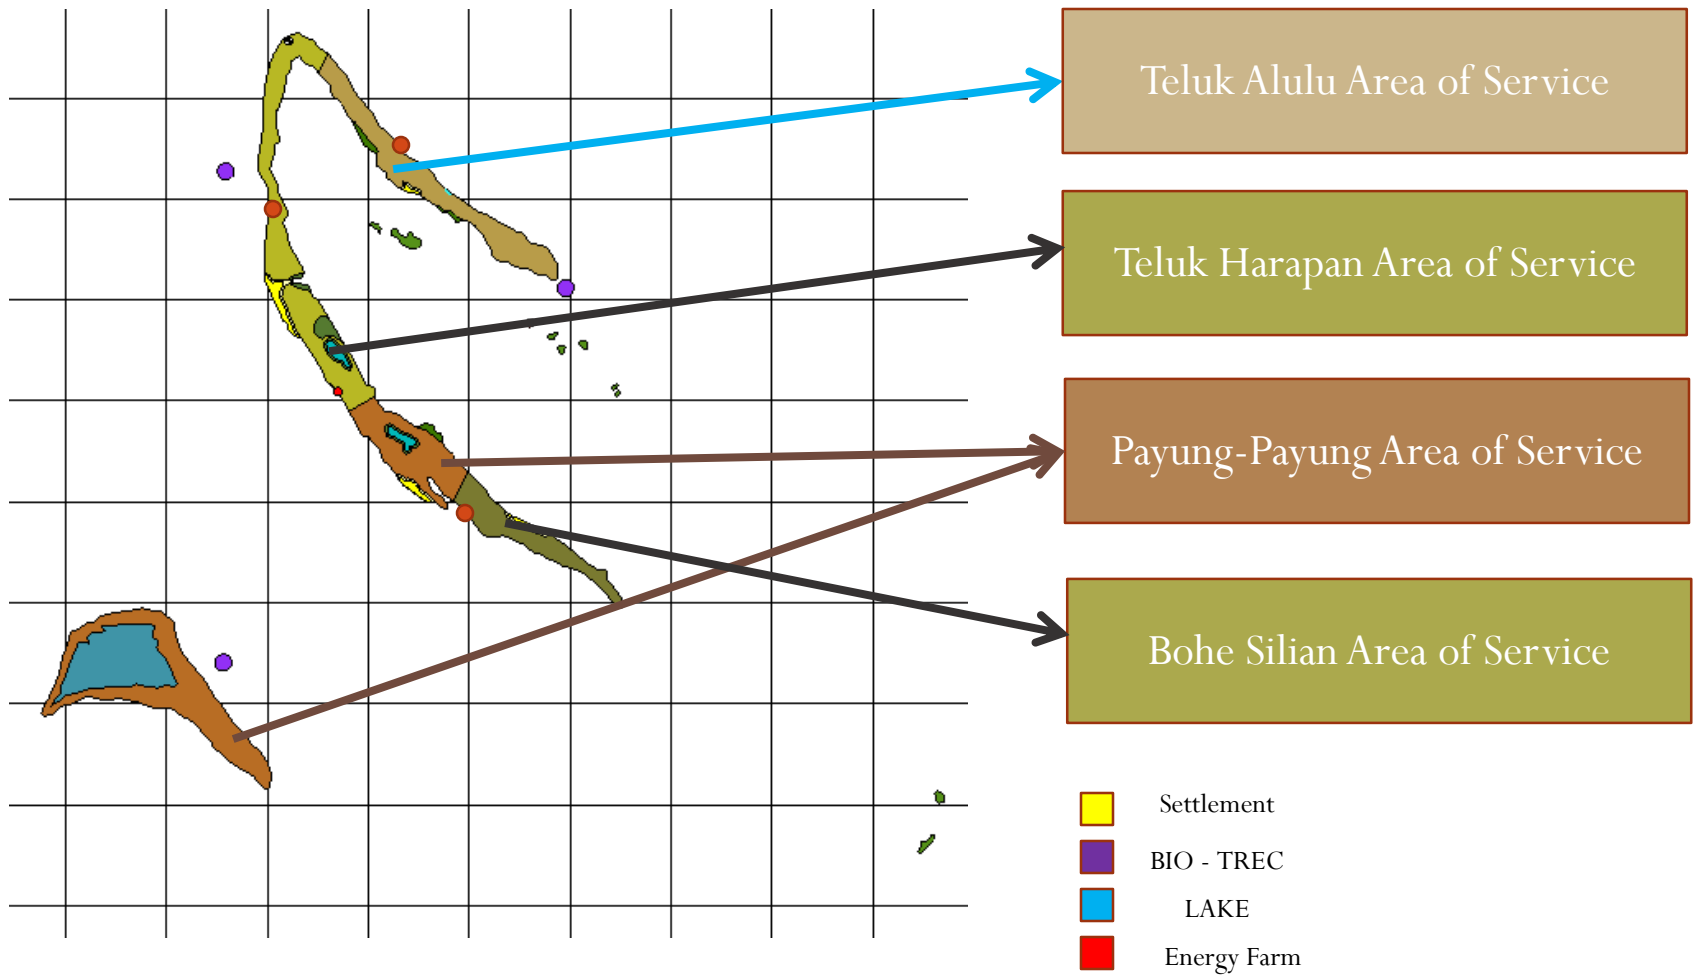 Teluk Alulu Area of Service
Teluk Harapan Area of Service
Payung-Payung Area of Service
Bohe Silian Area of Service
Settlement
BIO - TREC
LAKE
Energy Farm